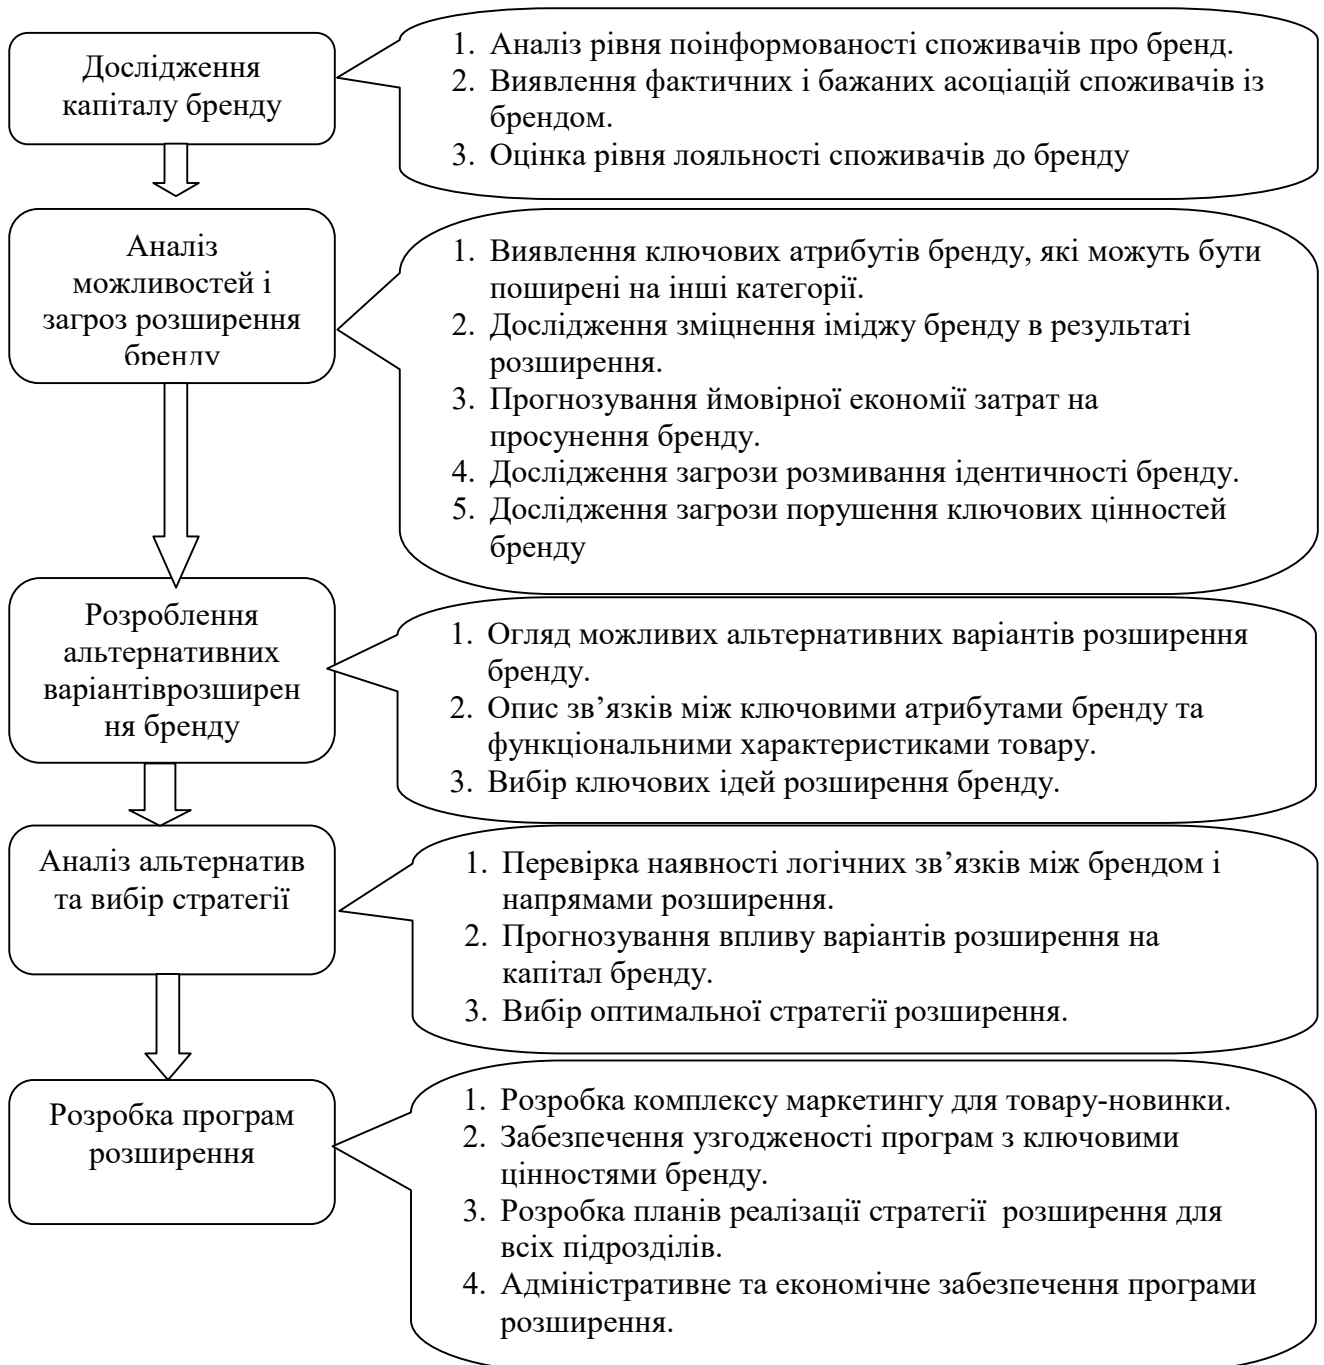 Дослідження
капіталу бренду
1. Аналіз рівня поінформованості споживачів про бренд.
2. Виявлення фактичних і бажаних асоціацій споживачів із
брендом.
3. Оцінка рівня лояльності споживачів до бренду
Аналіз
можливостей і
загроз розширення
бренду
1. Виявлення ключових атрибутів бренду, які можуть бути
поширені на інші категорії.
2. Дослідження зміцнення іміджу бренду в результаті
розширення.
3. Прогнозування ймовірної економії затрат на
просунення бренду.
4. Дослідження загрози розмивання ідентичності бренду.
5. Дослідження загрози порушення ключових цінностей
бренду
Розроблення
альтернативних
варіантіврозширен
ня бренду
1. Огляд можливих альтернативних варіантів розширення
бренду.
2. Опис зв’язків між ключовими атрибутами бренду та
функціональними характеристиками товару.
3. Вибір ключових ідей розширення бренду.
Аналіз альтернатив
та вибір стратегії
1. Перевірка наявності логічних зв’язків між брендом і
напрямами розширення.
2. Прогнозування впливу варіантів розширення на
капітал бренду.
3. Вибір оптимальної стратегії розширення.
Розробка програм
розширення
1. Розробка комплексу маркетингу для товару-новинки.
2. Забезпечення узгодженості програм з ключовими
цінностями бренду.
3. Розробка планів реалізації стратегії  розширення для
всіх підрозділів.
4. Адміністративне та економічне забезпечення програми
розширення.